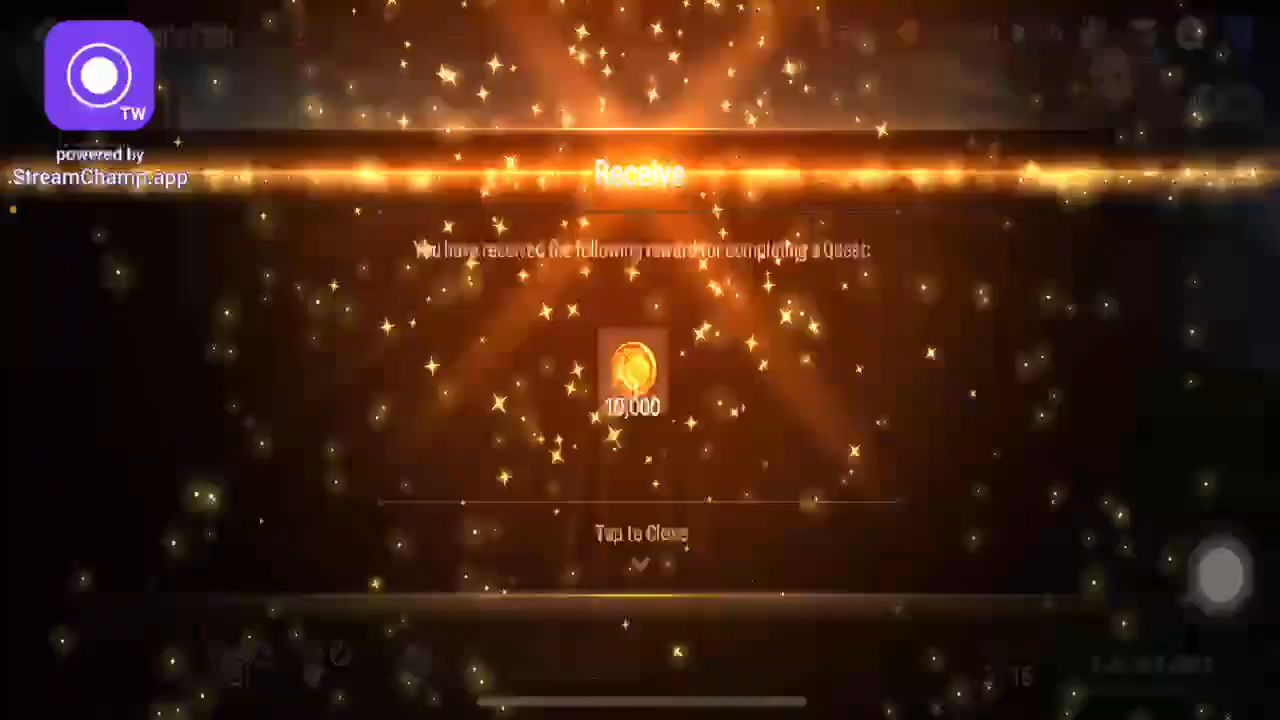 TW
powered by
StreamChamp.app
Receive
You have received the following reward for completing a Quest:
10,000
Tap to Close